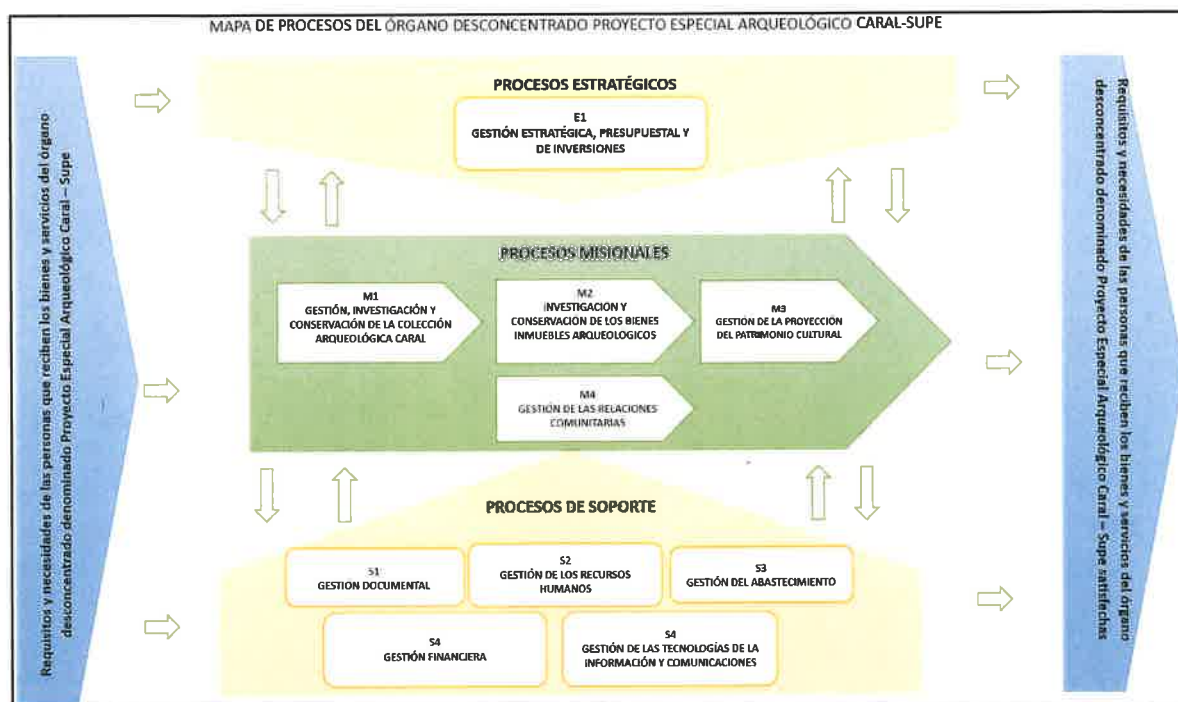 MAPA DE PROCESOS DEL ÓRGANO DESCONCENTRADO PROYECTO ESPECIAL ARQUEOLÓGICO CARAL-SUPE
Requisitos y necesidades de las personas que reciben los bienes y servicios del órgano
desconcentrado denominado Proyecto Especial Arqueológico Caral – Supe
PROCESOS ESTRATÉGICOS
E1
GESTIÓN ESTRATÉGICA, PRESUPUESTAL Y
DE INVERSIONES
PROCESOS MISIONALES
M1
GESTIÓN, INVESTIGACIÓN Y
CONSERVACIÓN DE LA COLECCIÓN
ARQUEOLÓGICA CARAL
M2
INVESTIGACION Y
CONSERVACIÓN DE LOS BIENES
INMUEBLES ARQUEOLOGICOS
M3
GESTIÓN DE LA PROYECCIÓN
DEL PATRIMONIO CULTURAL
M4
GESTIÓN DE LAS RELACIONES
COMUNITARIAS
PROCESOS DE SOPORTE
S1
GESTIÓN DOCUMENTAL
S2
GESTIÓN DE LOS RECURSOS
HUMANOS
S3
GESTIÓN DEL ABASTECIMIENTO
S4
GESTIÓN FINANCIERA
S4
GESTIÓN DE LAS TECNOLOGÍAS DE LA
INFORMACIÓN Y COMUNICACIONES
Requisitos y necesidades de las personas que reciben los bienes y servicios del órgano
desconcentrado denominado Proyecto Especial Arqueológico Caral – Supe satisfechas